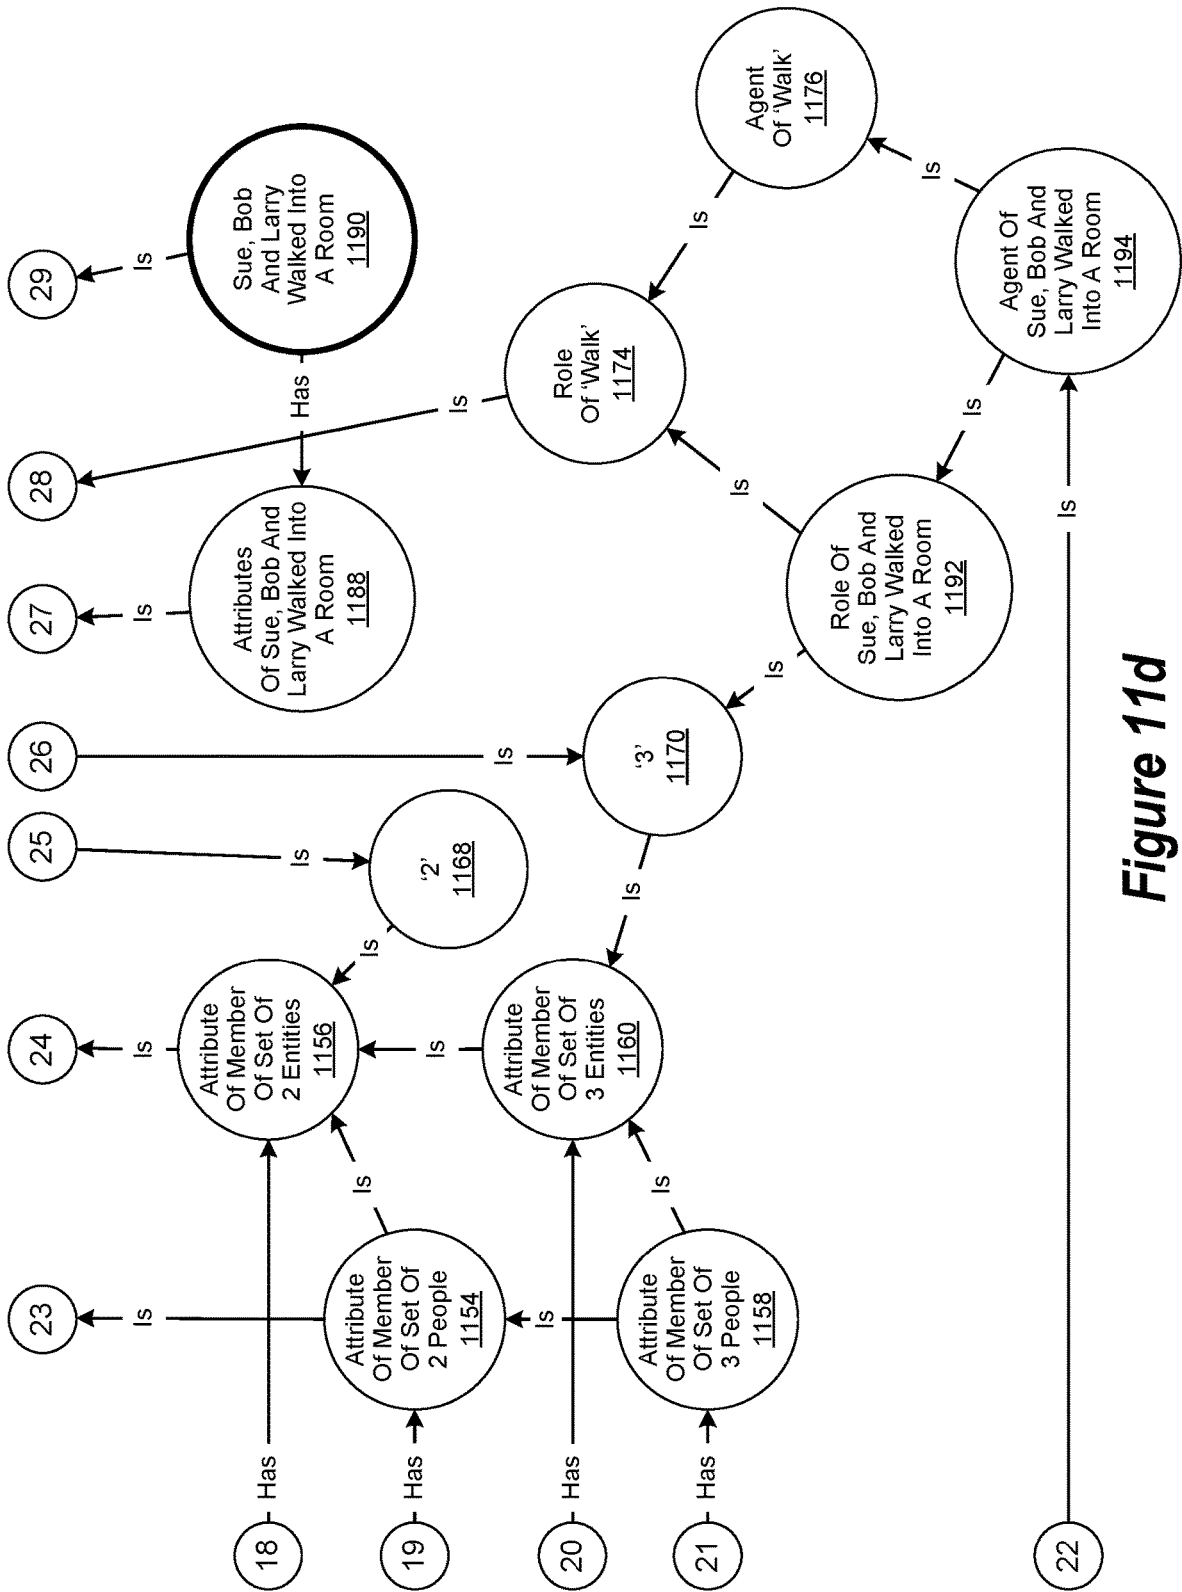 29
Is
Sue, Bob
And Larry
Walked Into
A Room
1190
Has
28
Is
27
Is
Attributes
Of Sue, Bob And
Larry Walked Into
A Room
1188
Role
Of 'Walk'
1174
Is
Agent
Of 'Walk'
1176
Is
Agent Of
Sue, Bob And
Larry Walked
Into A Room
1194
Is
Is
Role Of
Sue, Bob And
Larry Walked
Into A Room
1192
Is
26
Is
'3'
1170
Is
25
Is
'2'
1168
Is
24
Is
Attribute
Of Member
Of Set Of
2 Entities
1156
Is
Attribute
Of Member
Of Set Of
3 Entities
1160
Is
Is
23
Is
Attribute
Of Member
Of Set Of
2 People
1154
Is
Attribute
Of Member
Of Set Of
3 People
1158
Has
Has
Has
Has
Is
18
19
20
21
22
Figure 11d